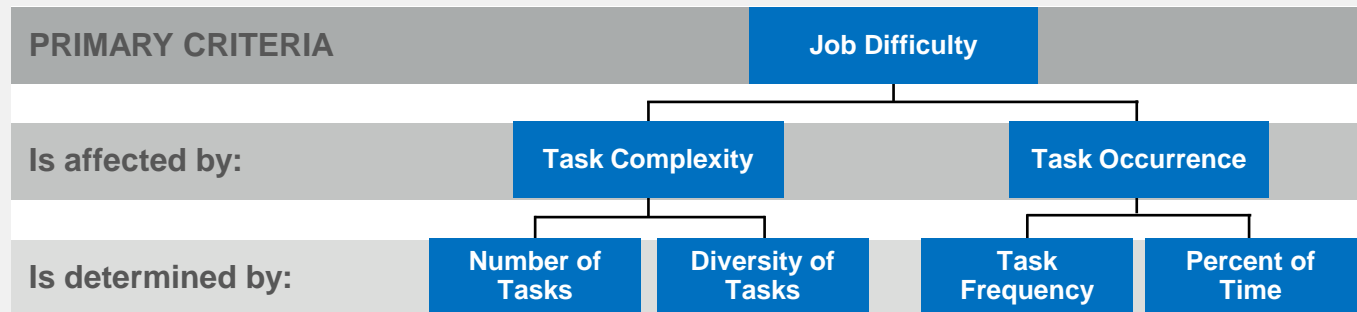 PRIMARY CRITERIA
Job Difficulty
Is affected by:
Task Complexity
Task Occurrence
Is determined by:
Number of
Tasks
Diversity of
Tasks
Task
Frequency
Percent of
Time